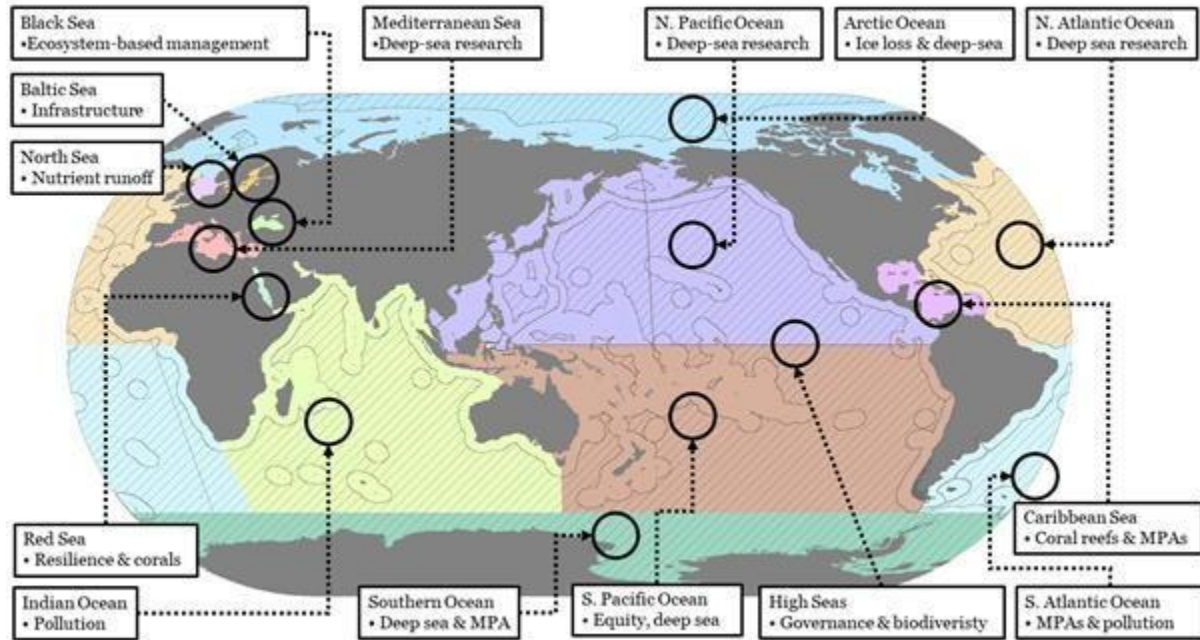 Black Sea
•Ecosystem-based management
Mediterranean Sea
•Deep-sea research
N. Pacific Ocean
• Deep-sea research
Arctic Ocean
• Ice loss & deep-sea
N. Atlantic Ocean
• Deep sea research
Baltic Sea
• Infrastructure
North Sea
• Nutrient runoff
Red Sea
• Resilience & corals
Caribbean Sea
• Coral reefs & MPAs
Indian Ocean
• Pollution
Southern Ocean
• Deep sea & MPA
S. Pacific Ocean
• Equity, deep sea
High Seas
• Governance & biodiveristy
S. Atlantic Ocean
• MPAs & pollution